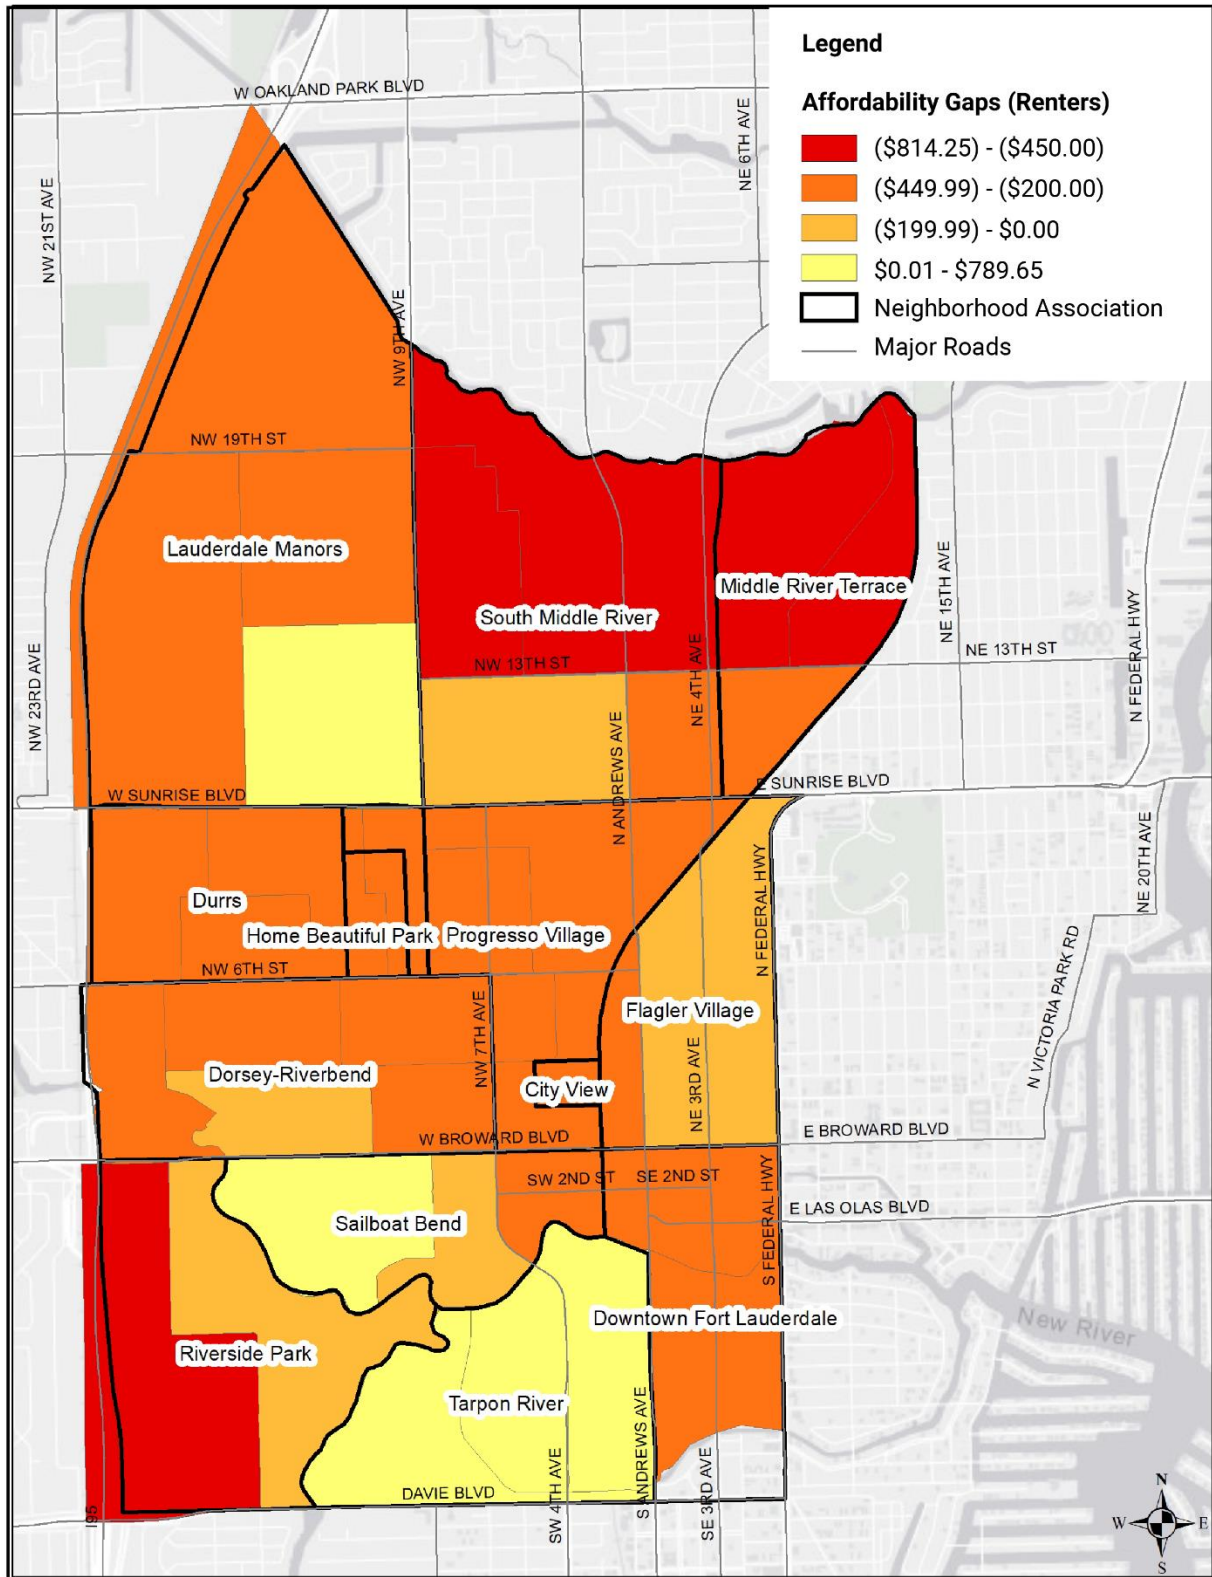 Legend
Affordability Gaps (Renters)
($814.25) - ($450.00)
($449.99) - ($200.00)
($199.99) - $0.00
$0.01 - $789.65
Neighborhood Association
Major Roads
W OAKLAND PARK BLVD
NE 6TH AVE
NW 21ST AVE
NW 9TH AVE
NW 19TH ST
Lauderdale Manors
South Middle River
Middle River Terrace
NE 15TH AVE
NE 13TH ST
N FEDERAL HWY
NW 13TH ST
NE 4TH AVE
NW 23RD AVE
N ANDREWS AVE
W SUNRISE BLVD
E SUNRISE BLVD
NE 20TH AVE
Durrs
Home Beautiful Park
Progresso Village
N FEDERAL HWY
NW 6TH ST
N VICTORIA PARK RD
Flagler Village
NW 7TH AVE
Dorsey-Riverbend
City View
NE 3RD AVE
W BROWARD BLVD
E BROWARD BLVD
SW 2ND ST
SE 2ND ST
E LAS OLAS BLVD
Sailboat Bend
S FEDERAL HWY
Downtown Fort Lauderdale
New River
Riverside Park
Tarpon River
S ANDREWS AVE
DAVIE BLVD
SW 4TH AVE
SE 3RD AVE
I95
N
W
E
S